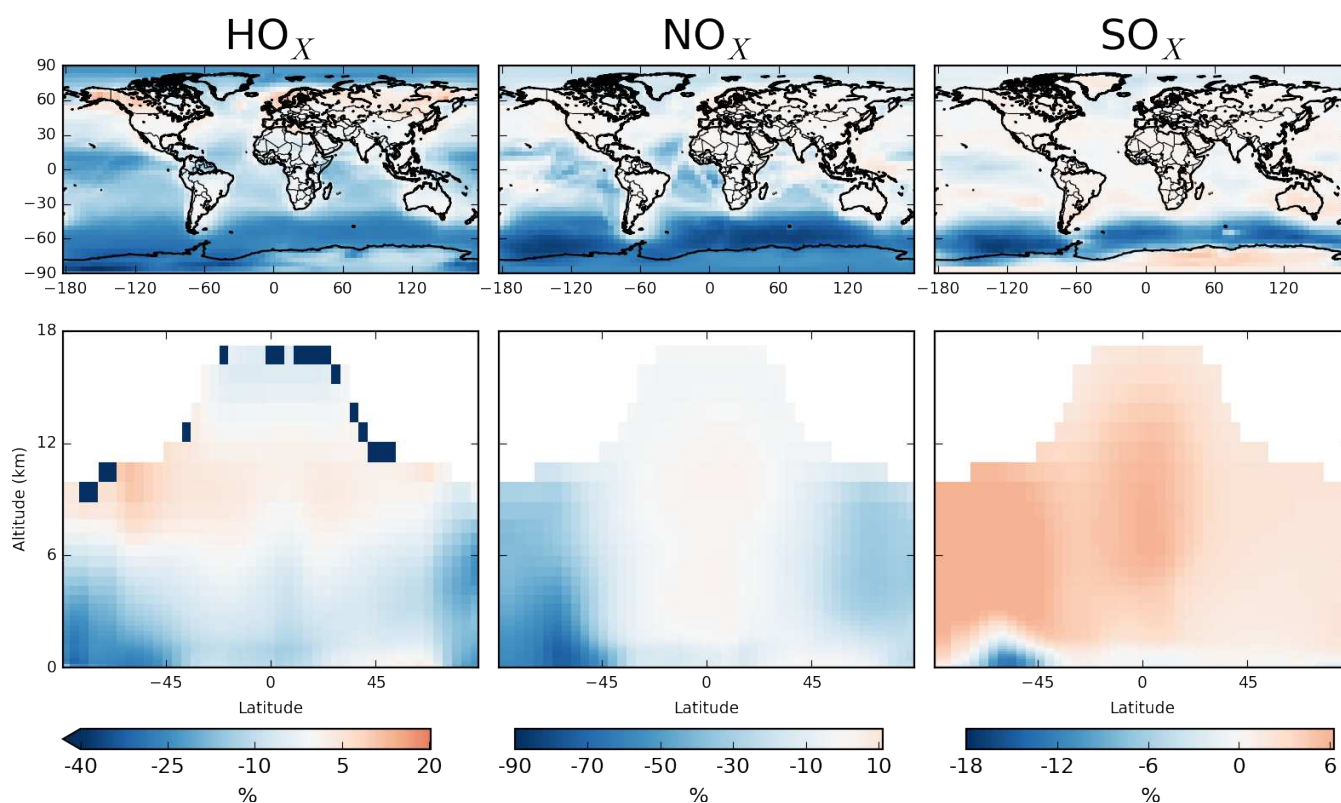 HOX NOX SOX
90
60
30
0
−30
−60
−90
−180 −120 −60 0 60 120 −180 −120 −60 0 60 120 −180 −120 −60 0 60 120
18
12
6
0
Altitude (km)
−45 0 45 −45 0 45 −45 0 45
Latitude Latitude Latitude
-40 -25 -10 5 20 -90 -70 -50 -30 -10 10 -18 -12 -6 0 6
% % %